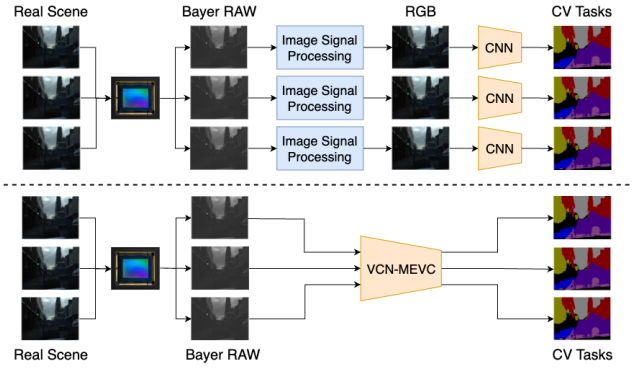 Real Scene
Bayer RAW
RGB
CV Tasks
Image Signal
Processing
CNN
Image Signal
Processing
CNN
Image Signal
Processing
CNN
VCN-MEVC
Real Scene
Bayer RAW
CV Tasks